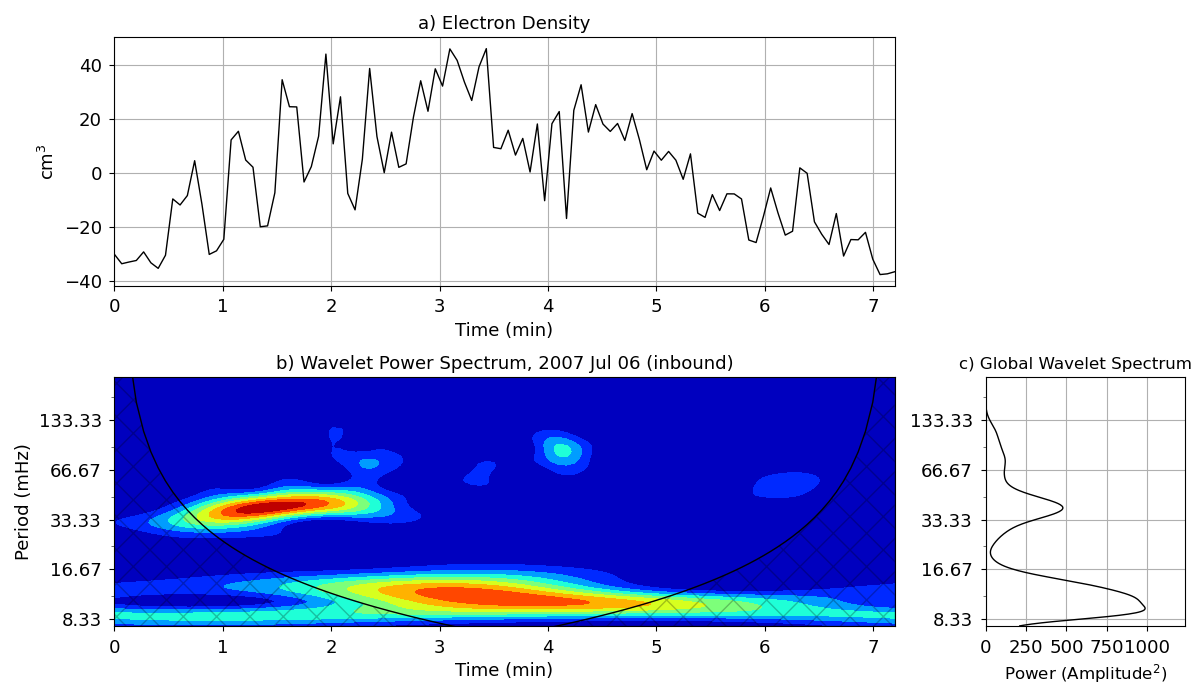 a) Electron Density
40
20
0
−20
−40
cm³
0 1 2 3 4 5 6 7
Time (min)
b) Wavelet Power Spectrum, 2007 Jul 06 (inbound)
133.33
66.67
33.33
16.67
8.33
Period (mHz)
0 1 2 3 4 5 6 7
Time (min)
c) Global Wavelet Spectrum
133.33
66.67
33.33
16.67
8.33
0 250 500 750 1000
Power (Amplitude²)